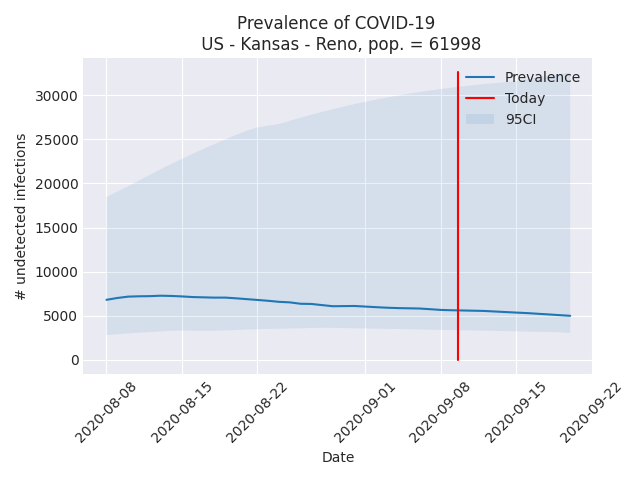 Prevalence of COVID-19
US - Kansas - Reno, pop. = 61998
# undetected infections
30000
25000
20000
15000
10000
5000
0
Prevalence
Today
95CI
2020-08-08
2020-08-15
2020-08-22
2020-09-01
2020-09-08
2020-09-15
2020-09-22
Date